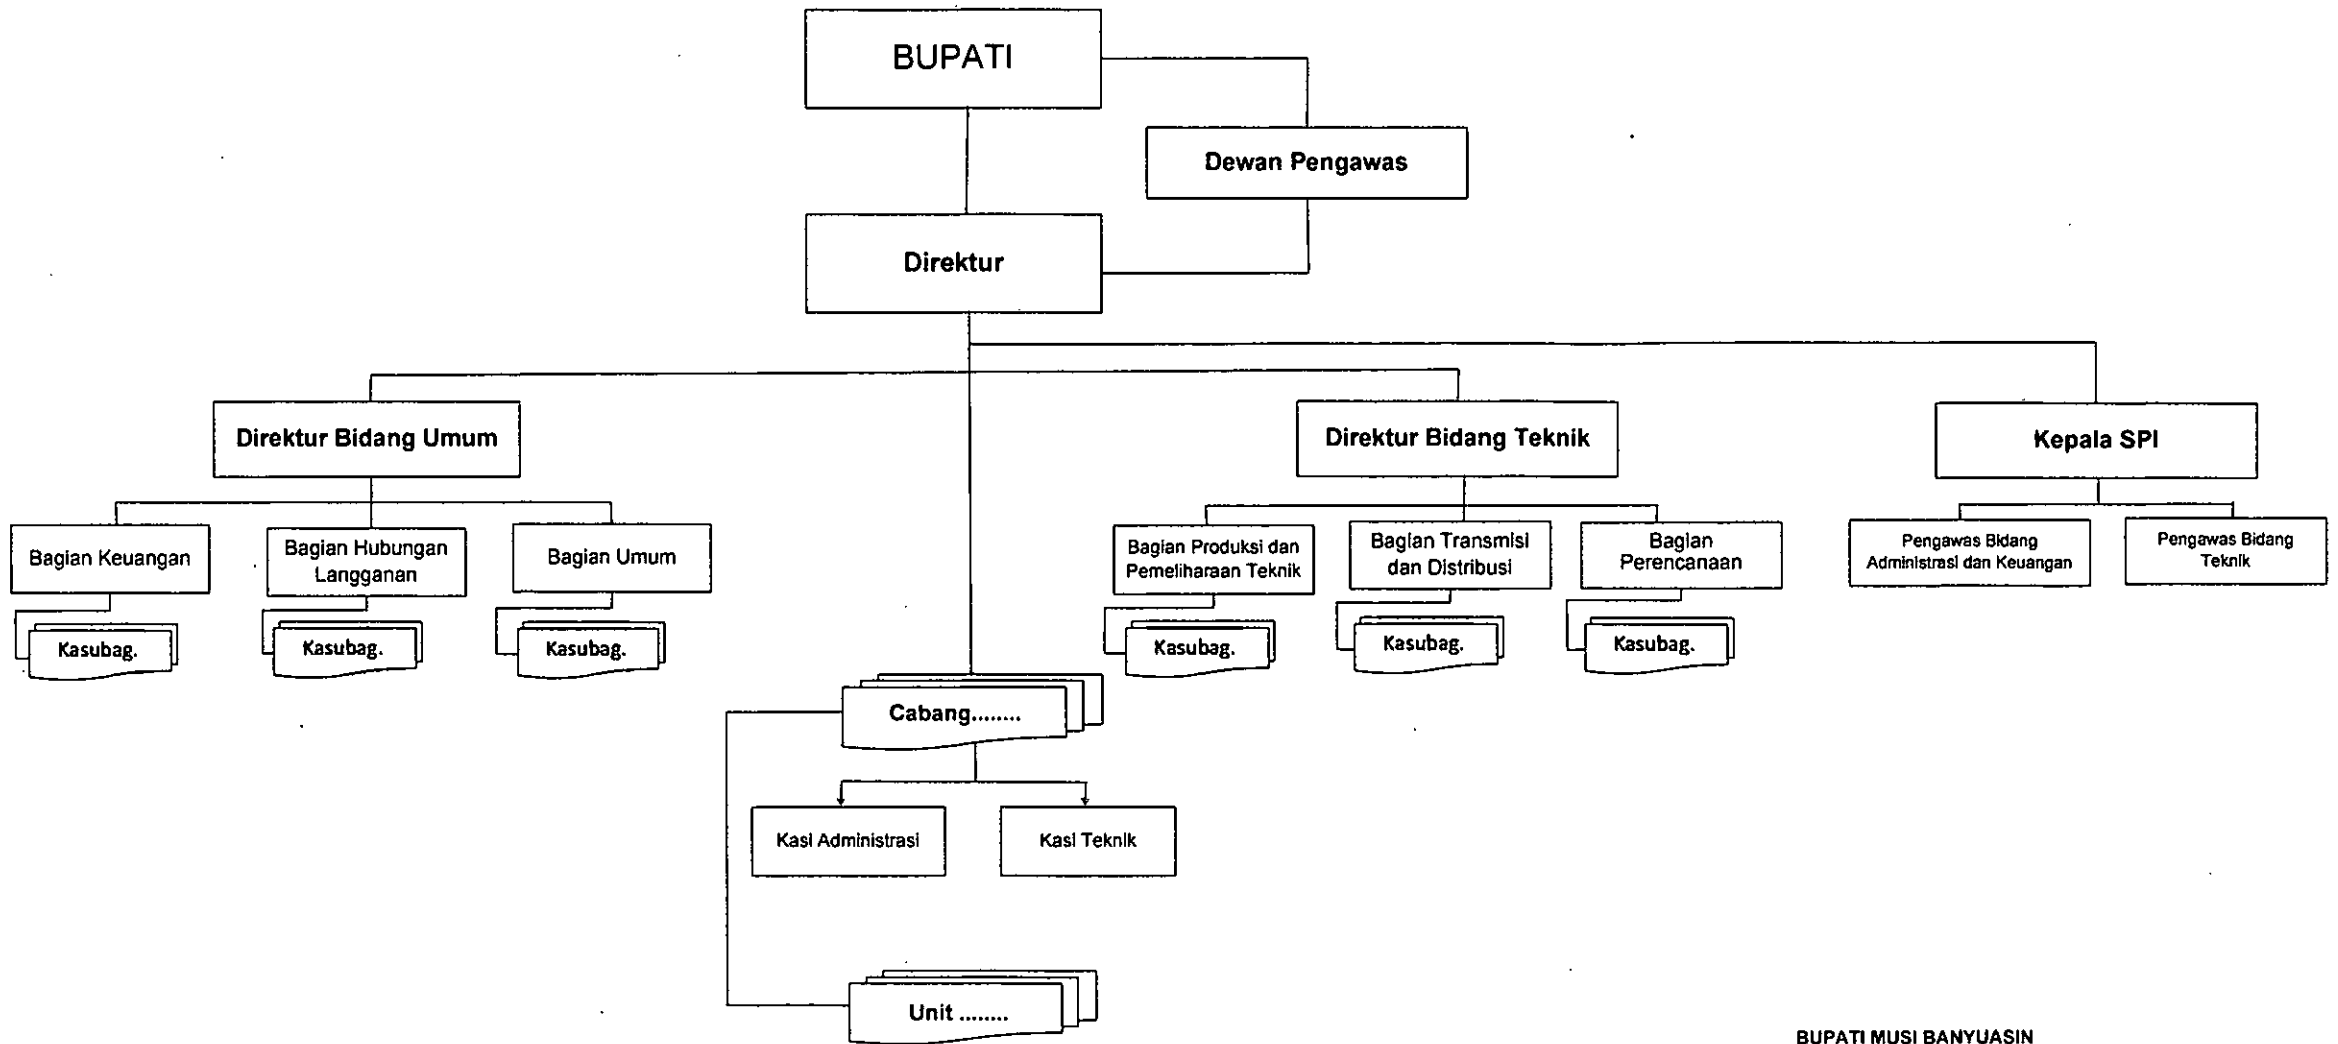 BUPATI
Dewan Pengawas
Direktur
Direktur Bidang Umum
Direktur Bidang Teknik
Kepala SPI
Bagian Keuangan
Bagian Hubungan
Langganan
Bagian Umum
Bagian Produksi dan
Pemeliharaan Teknik
Bagian Transmisi
dan Distribusi
Bagian
Perencanaan
Pengawas Bidang
Administrasi dan Keuangan
Pengawas Bidang
Teknik
Kasubag.
Kasubag.
Kasubag.
Kasubag.
Kasubag.
Kasubag.
Cabang........
Kasi Administrasi
Kasi Teknik
Unit ........
BUPATI MUSI BANYUASIN